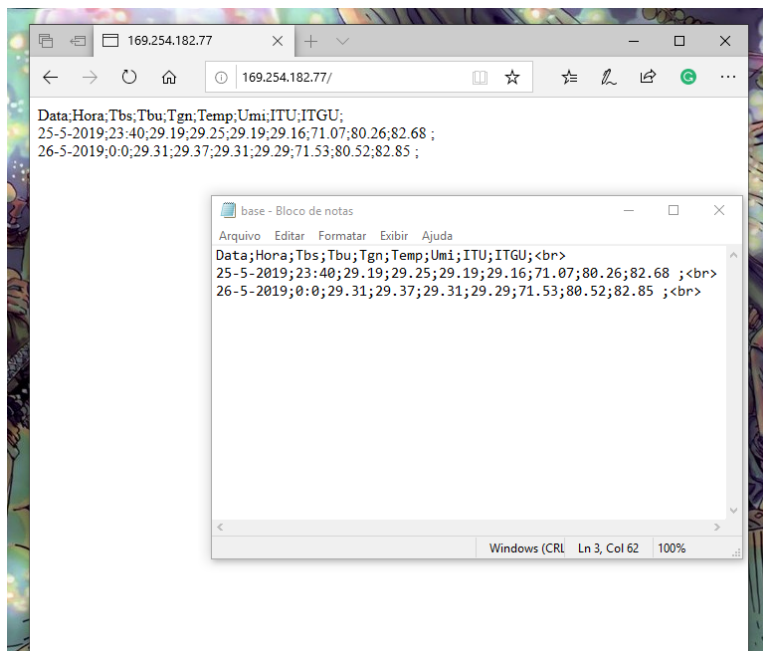 169.254.182.77
169.254.182.77/
Data;Hora;Tbs;Tbu;Tgn;Temp;Umi;ITU;ITGU;
25-5-2019;23:40;29.19;29.25;29.19;29.16;71.07;80.26;82.68 ;
26-5-2019;0:0;29.31;29.37;29.31;29.29;71.53;80.52;82.85 ;
base - Bloco de notas
Arquivo Editar Formatar Exibir Ajuda
Data;Hora;Tbs;Tbu;Tgn;Temp;Umi;ITU;ITGU;<br>
25-5-2019;23:40;29.19;29.25;29.19;29.16;71.07;80.26;82.68 ;<br>
26-5-2019;0:0;29.31;29.37;29.31;29.29;71.53;80.52;82.85 ;<br>
Windows (CRL Ln 3, Col 62 100%